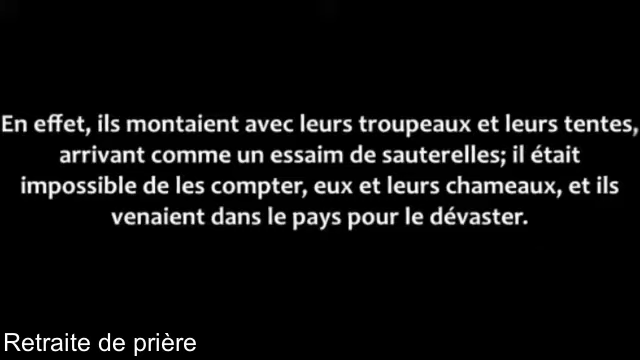 En effet, ils montaient avec leurs troupeaux et leurs tentes,
arrivant comme un essaim de sauterelles; il était
impossible de les compter, eux et leurs chameaux, et ils
venaient dans le pays pour le dévaster.
Retraite de prière